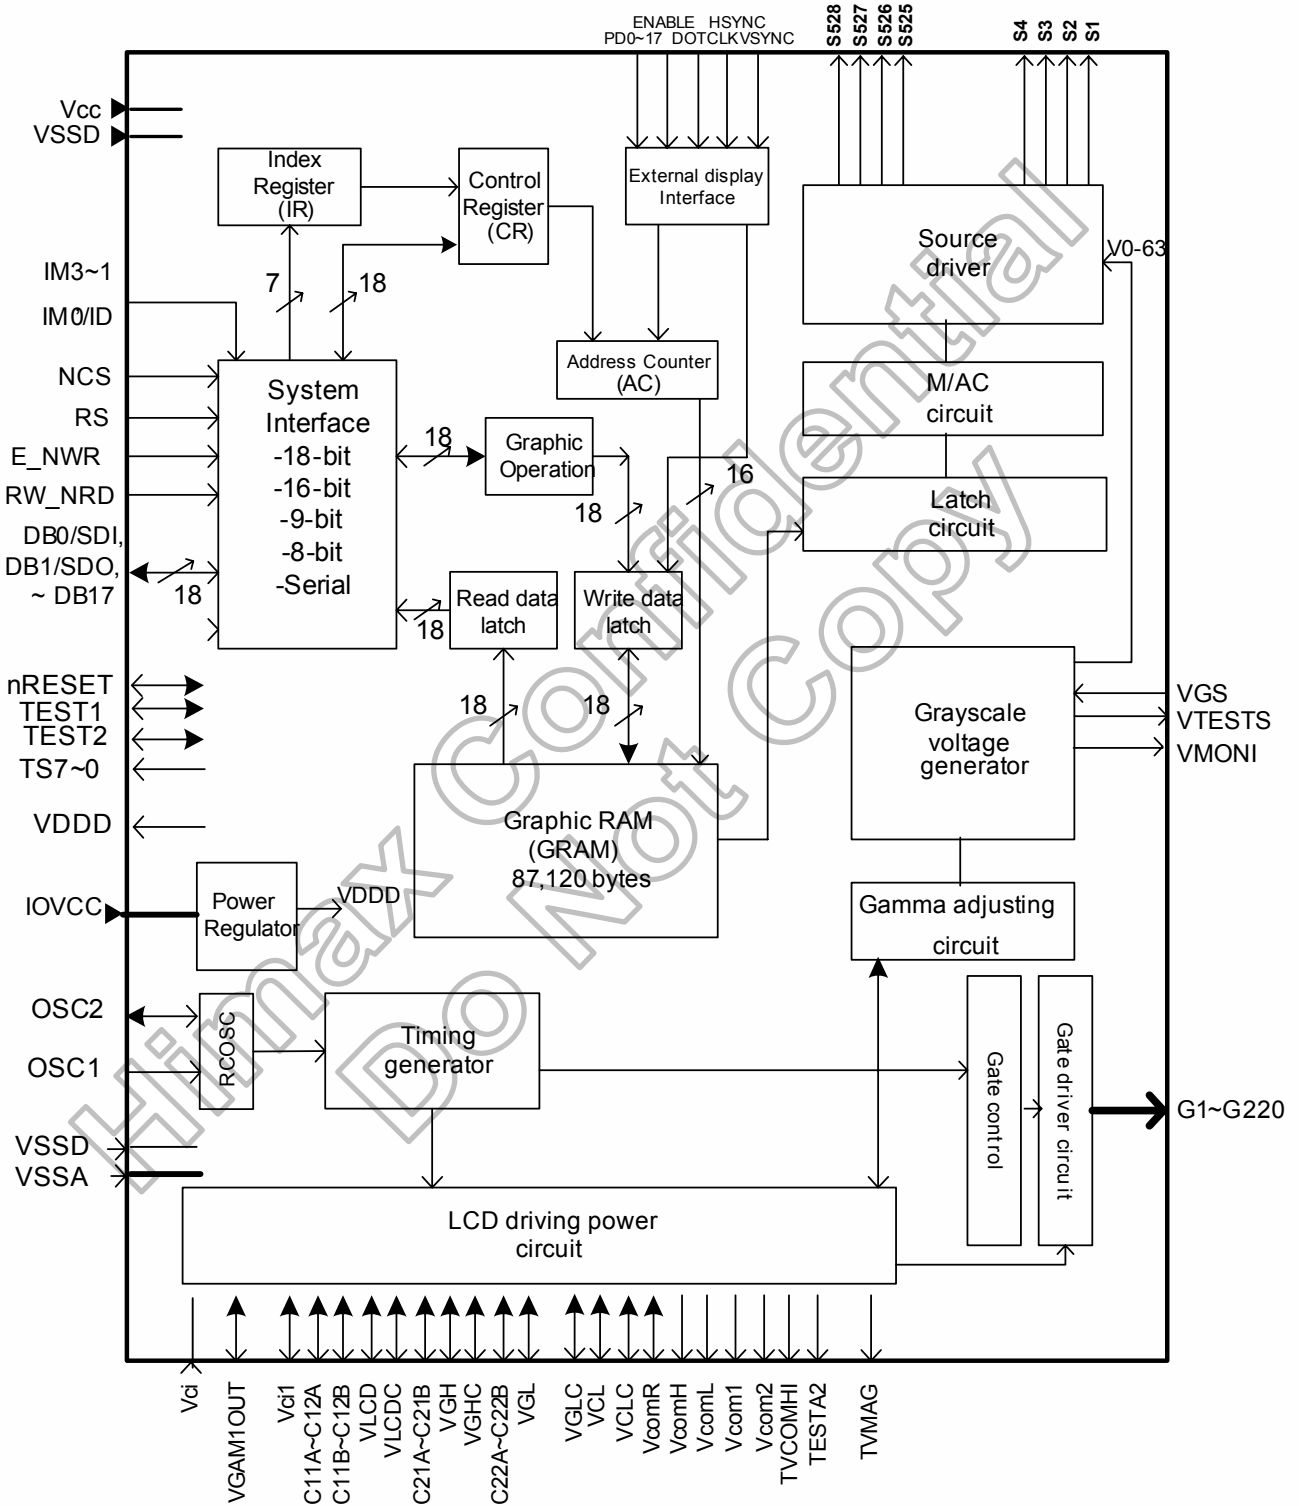 ENABLE HSYNC
PD0~17 DOTCLKVSYNC
S528
S527
S526
S525
S4
S3
S2
S1
Vcc
VSSD
Index
Register
(IR)
Control
Register
(CR)
External display
Interface
Source
driver
V0-63
IM3~1
IM0/ID
7
18
NCS
RS
E_NWR
RW_NRD
DB0/SDI,
DB1/SDO,
~ DB17
18
System
Interface
-18-bit
-16-bit
-9-bit
-8-bit
-Serial
Address Counter
(AC)
M/AC
circuit
18
Graphic
Operation
18
16
Latch
circuit
Read data
latch
18
Write data
latch
18
18
nRESET
TEST1
TEST2
TS7~0
VDDD
Grayscale
voltage
generator
VGS
VTESTS
VMONI
Graphic RAM
(GRAM)
87,120 bytes
IOVCC
Power
Regulator
VDDD
Gamma adjusting
circuit
OSC2
OSC1
RCOSC
Timing
generator
Gate control
Gate driver circuit
G1~G220
VSSD
VSSA
LCD driving power
circuit
Vci
VGAM1OUT
Vci1
C11A~C12A
C11B~C12B
VLCD
VLCDC
C21A~C21B
VGH
VGHC
C22A~C22B
VGL
VGLC
VCL
VCLC
VcomR
VcomH
VcomL
Vcom1
Vcom2
TVCOMHI
TESTA2
TVMAG
Himax Confidential
Do Not Copy